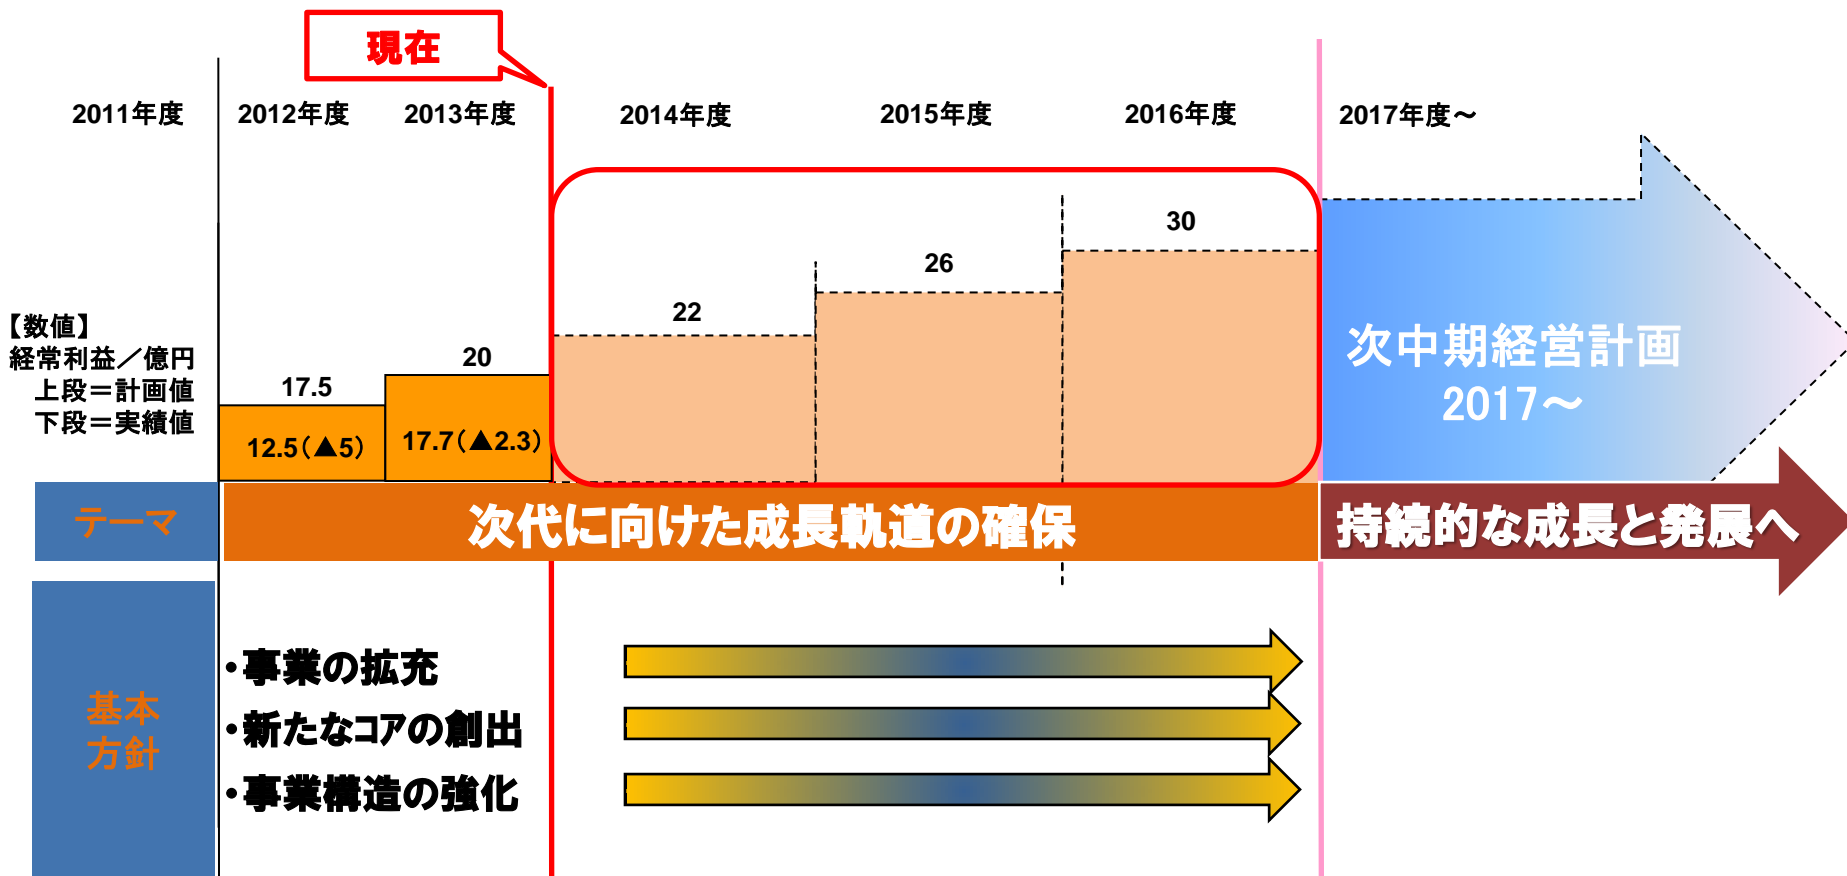 現在
2011年度
2012年度
2013年度
2014年度
2015年度
2016年度
2017年度～
【数値】
経常利益／億円
上段＝計画値
下段＝実績値
17.5
12.5(▲5)
20
17.7(▲2.3)
22
26
30
次中期経営計画
2017～
テーマ
次代に向けた成長軌道の確保
持続的な成長と発展へ
基本
方針
・事業の拡充
・新たなコアの創出
・事業構造の強化